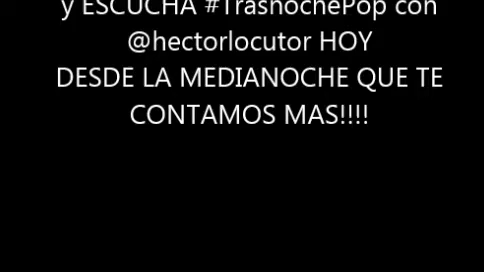 y ESCUCHA #TrasnochePop con
@hectorlocutor HOY
DESDE LA MEDIANOCHE QUE TE
CONTAMOS MAS!!!!